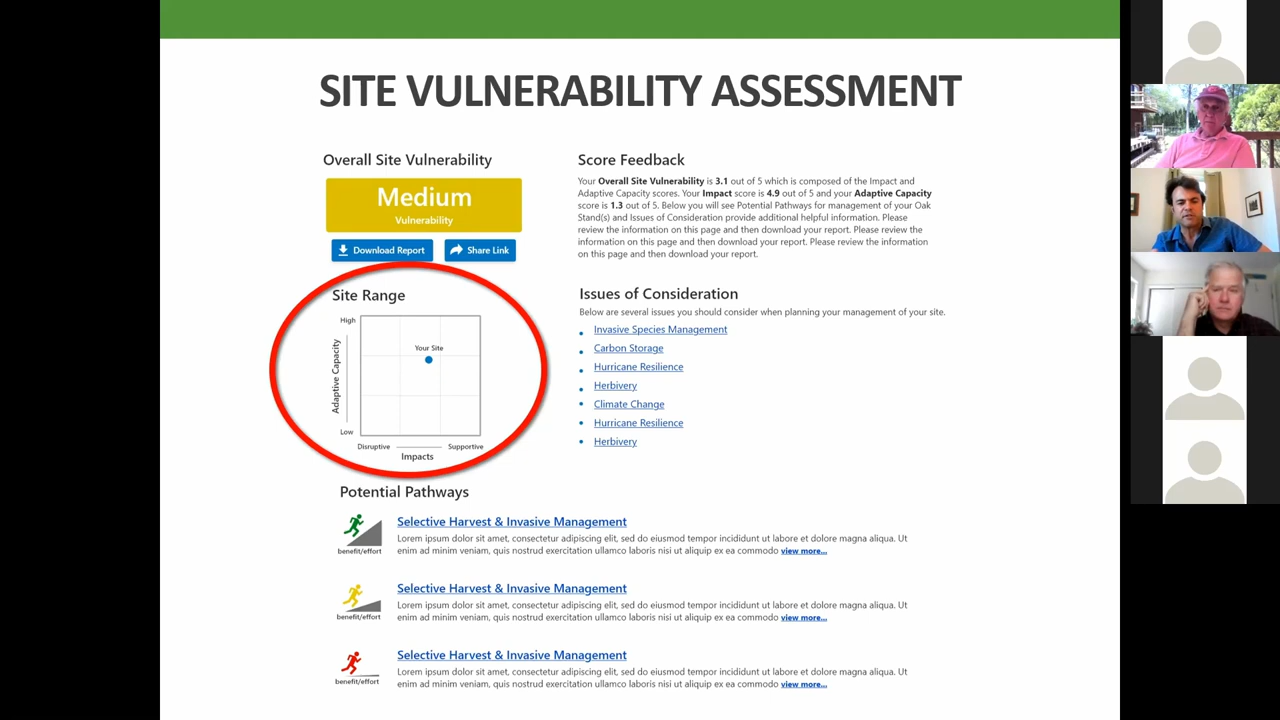 SITE VULNERABILITY ASSESSMENT
Overall Site Vulnerability
Medium
Vulnerability
Download Report
Share Link
Score Feedback
Your Overall Site Vulnerability is 3.1 out of 5 which is composed of the Impact and
Adaptive Capacity scores. Your Impact score is 4.9 out of 5 and your Adaptive Capacity
score is 1.3 out of 5. Below you will see Potential Pathways for management of your Oak
Stand(s) and Issues of Consideration provide additional helpful information. Please
review the information on this page and then download your report. Please review the
information on this page and then download your report. Please review the information
on this page and then download your report.
Site Range
High
Adaptive Capacity
Low
Your Site
Disruptive
Supportive
Impacts
Issues of Consideration
Below are several issues you should consider when planning your management of your site.
Invasive Species Management
Carbon Storage
Hurricane Resilience
Herbivery
Climate Change
Hurricane Resilience
Herbivery
Potential Pathways
benefit/effort
Selective Harvest & Invasive Management
Lorem ipsum dolor sit amet, consectetur adipiscing elit, sed do eiusmod tempor incididunt ut labore et dolore magna aliqua. Ut
enim ad minim veniam, quis nostrud exercitation ullamco laboris nisi ut aliquip ex ea commodo view more...
benefit/effort
Selective Harvest & Invasive Management
Lorem ipsum dolor sit amet, consectetur adipiscing elit, sed do eiusmod tempor incididunt ut labore et dolore magna aliqua. Ut
enim ad minim veniam, quis nostrud exercitation ullamco laboris nisi ut aliquip ex ea commodo view more...
benefit/effort
Selective Harvest & Invasive Management
Lorem ipsum dolor sit amet, consectetur adipiscing elit, sed do eiusmod tempor incididunt ut labore et dolore magna aliqua. Ut
enim ad minim veniam, quis nostrud exercitation ullamco laboris nisi ut aliquip ex ea commodo view more...